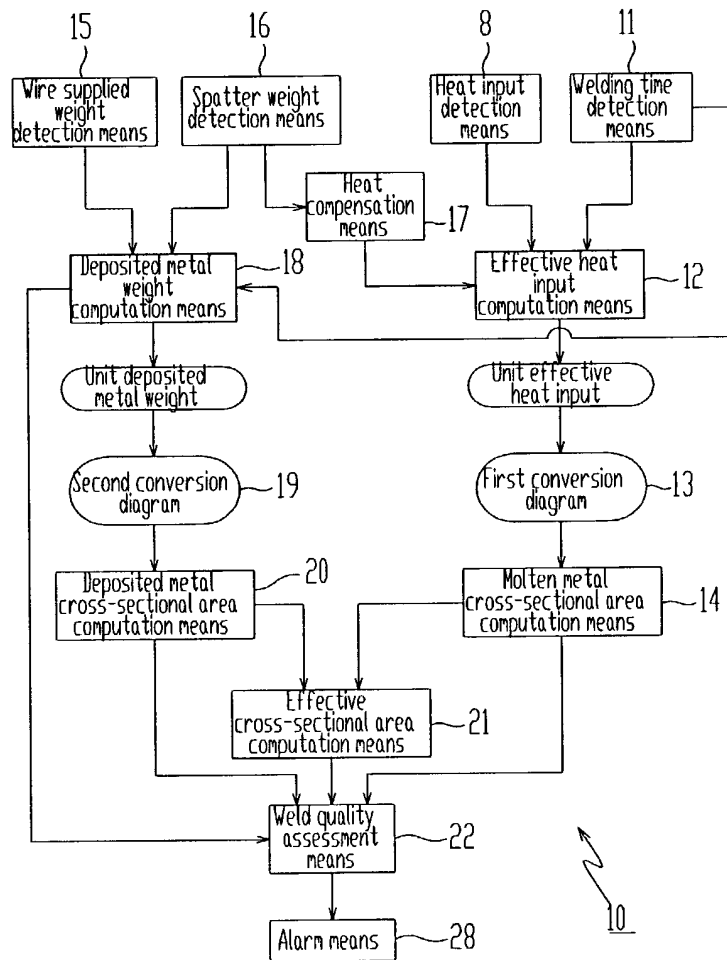 15
16
8
11
Wire supplied
weight
detection means
Spatter weight
detection means
Heat input
detection
means
Welding time
detection
means
Heat
compensation
means
17
Deposited metal
weight
computation means
18
Effective heat
input
computation means
12
Unit deposited
metal weight
Unit effective
heat input
Second conversion
diagram
19
First conversion
diagram
13
Deposited metal
cross-sectional area
computation means
20
Molten metal
cross-sectional area
computation means
14
Effective
cross-sectional area
computation means
21
Weld quality
assessment
means
22
Alarm means
28
10